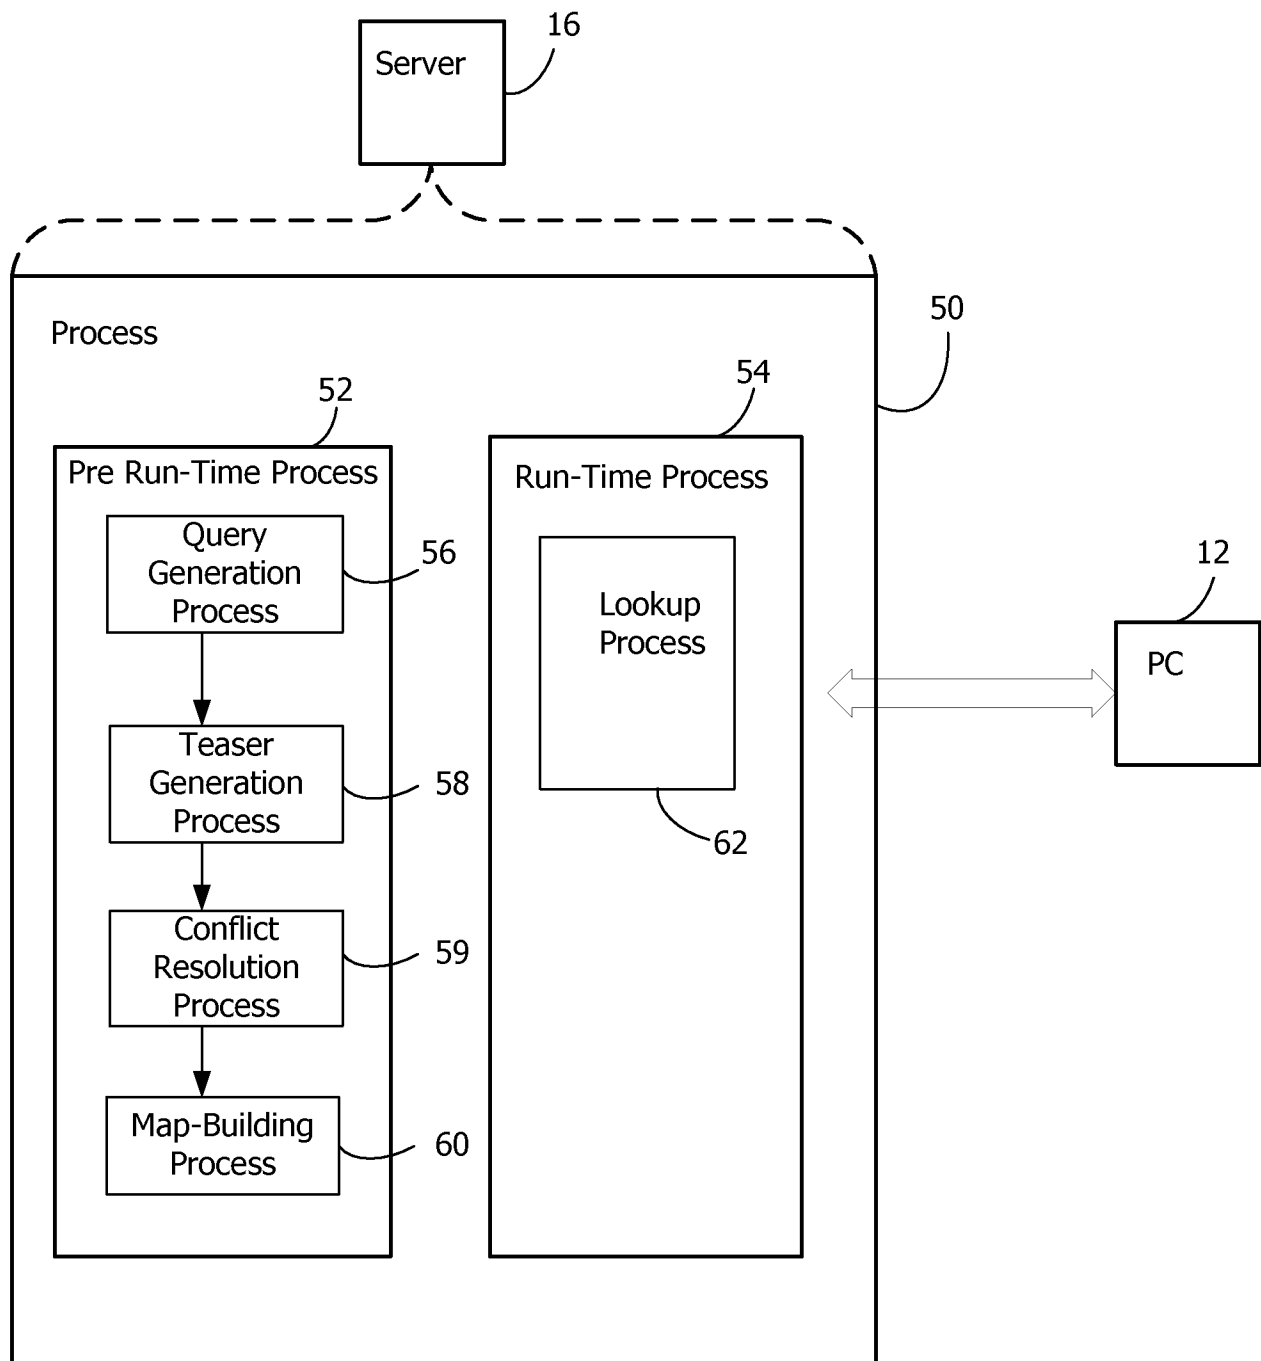 16
Server
50
Process
52
54
Pre Run-Time Process
Run-Time Process
Query
Generation
Process
56
Lookup
Process
12
PC
Teaser
Generation
Process
58
62
Conflict
Resolution
Process
59
Map-Building
Process
60